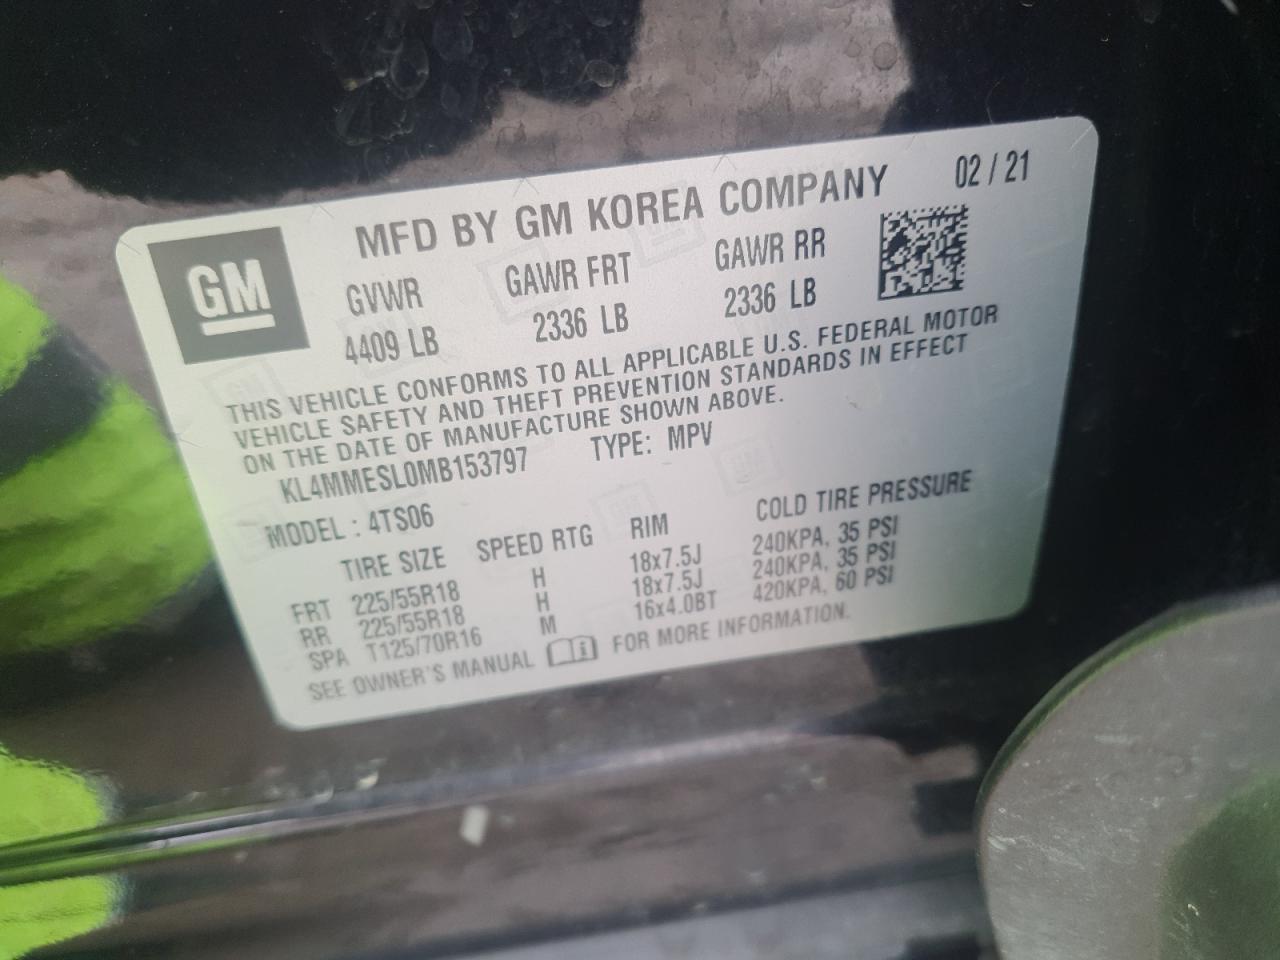 MFD BY GM KOREA COMPANY 02 / 21
GM
GVWR GAWR FRT GAWR RR
4409 LB 2336 LB 2336 LB
THIS VEHICLE CONFORMS TO ALL APPLICABLE U.S. FEDERAL MOTOR
VEHICLE SAFETY AND THEFT PREVENTION STANDARDS IN EFFECT
ON THE DATE OF MANUFACTURE SHOWN ABOVE.
KL4MMESL0MB153797 TYPE: MPV
MODEL : 4TS06
TIRE SIZE SPEED RTG RIM COLD TIRE PRESSURE
FRT 225/55R18 H 18x7.5J 240KPA, 35 PSI
RR 225/55R18 H 18x7.5J 240KPA, 35 PSI
SPA T125/70R16 M 16x4.0BT 420KPA, 60 PSI
SEE OWNER'S MANUAL i FOR MORE INFORMATION.